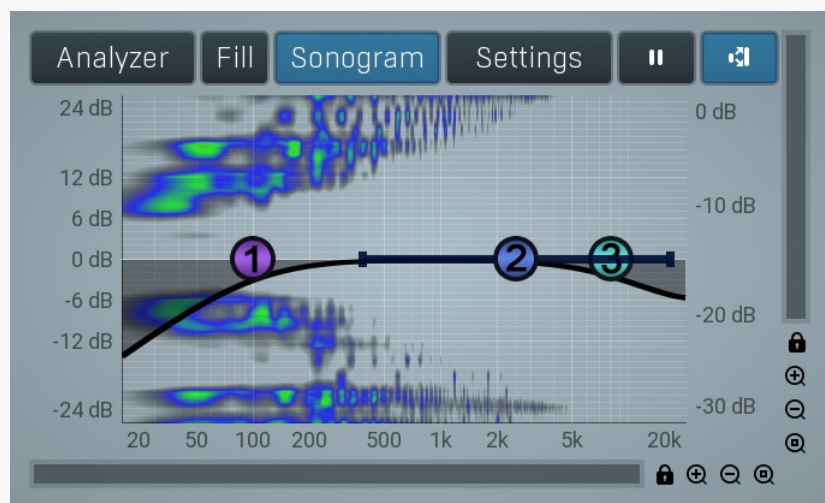 Analyzer Fill Sonogram Settings
24 dB 0 dB
12 dB
6 dB -10 dB
0 dB 1 2 3
-6 dB
-20 dB
-12 dB
-24 dB -30 dB
20 50 100 200 500 1k 2k 5k 20k